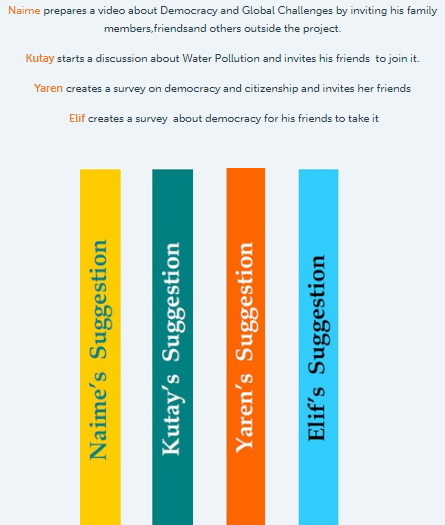 Naime prepares a video about Democracy and Global Challenges by inviting his family
members,friendsand others outside the project.
Kutay starts a discussion about Water Pollution and invites his friends to join it.
Yaren creates a survey on democracy and citizenship and invites her friends
Elif creates a survey about democracy for his friends to take it
Naime's Suggestion
Kutay's Suggestion
Yaren's Suggestion
Elif's Suggestion